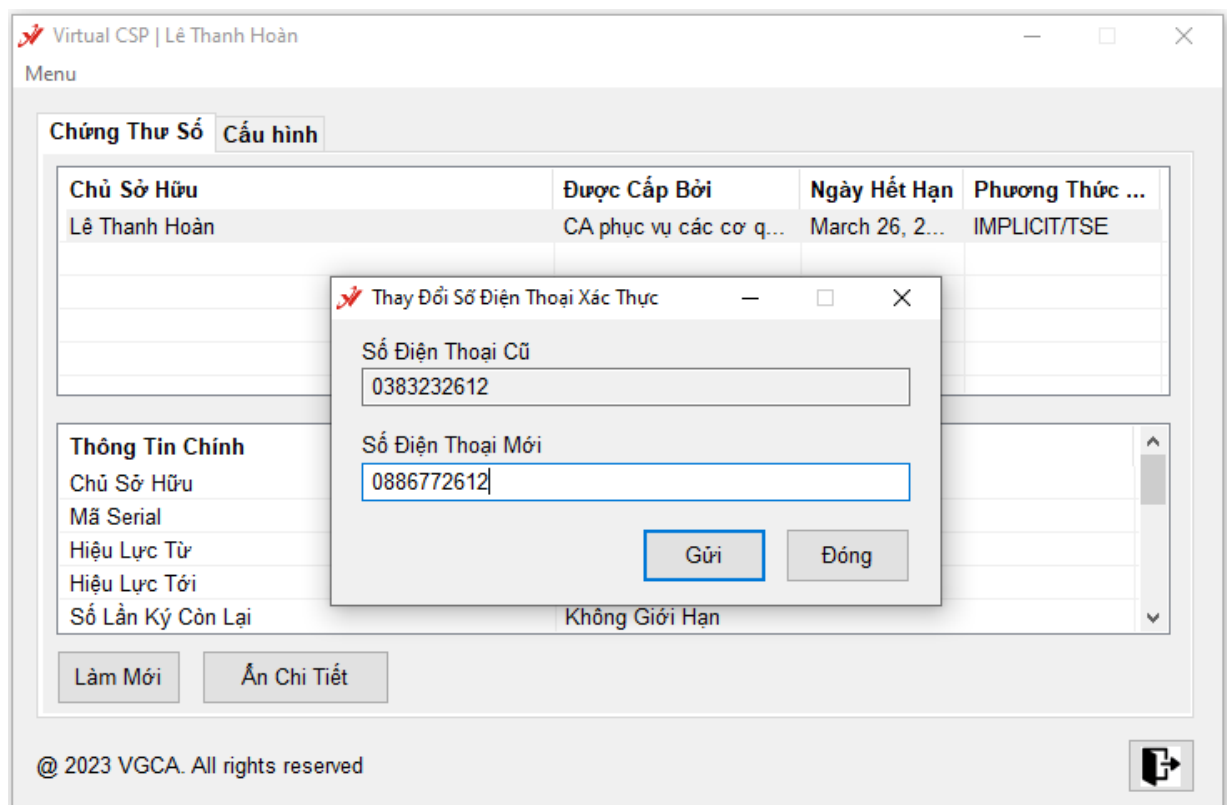 Virtual CSP | Lê Thanh Hoàn
Menu
Chứng Thư Số Cấu hình
Chủ Sở Hữu Được Cấp Bởi Ngày Hết Hạn Phương Thức ...
Lê Thanh Hoàn CA phục vụ các cơ q... March 26, 2... IMPLICIT/TSE
Thay Đổi Số Điện Thoại Xác Thực
Số Điện Thoại Cũ
0383232612
Số Điện Thoại Mới
0886772612
Gửi Đóng
Thông Tin Chính
Chủ Sở Hữu
Mã Serial
Hiệu Lực Từ
Hiệu Lực Tới
Số Lần Ký Còn Lại Không Giới Hạn
Làm Mới Ẩn Chi Tiết
@ 2023 VGCA. All rights reserved